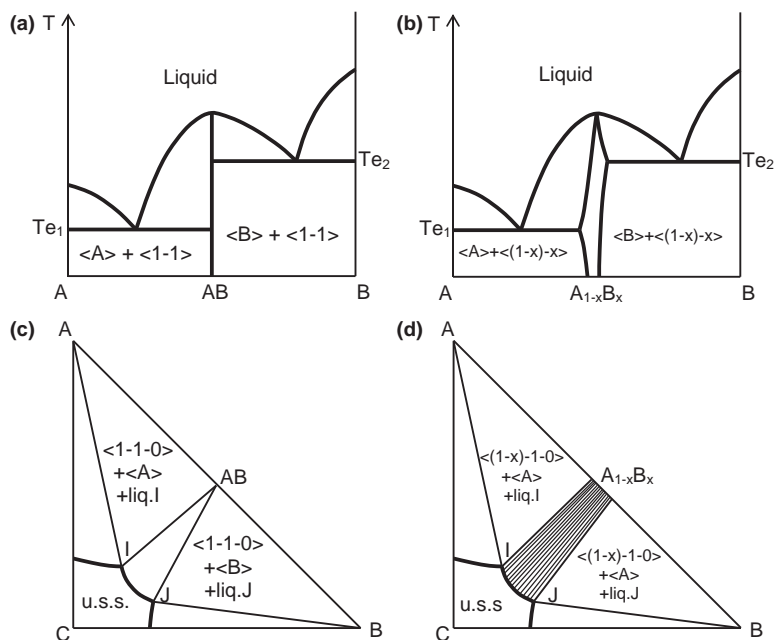 (a)
T
Liquid
Te₂
Te₁
<A> + <1-1>
<B> + <1-1>
A
AB
B
(b)
T
Liquid
Te₂
Te₁
<A>+<(1-x)-x>
<B>+<(1-x)-x>
A
A₁₋ₓBₓ
B
(c)
A
<1-1-0>
+<A>
+liq.I
AB
I
<1-1-0>
+<B>
+liq.J
J
u.s.s.
C
B
(d)
A
<(1-x)-1-0>
+<A>
+liq.I
A₁₋ₓBₓ
I
<(1-x)-1-0>
+<A>
+liq.J
J
u.s.s
C
B